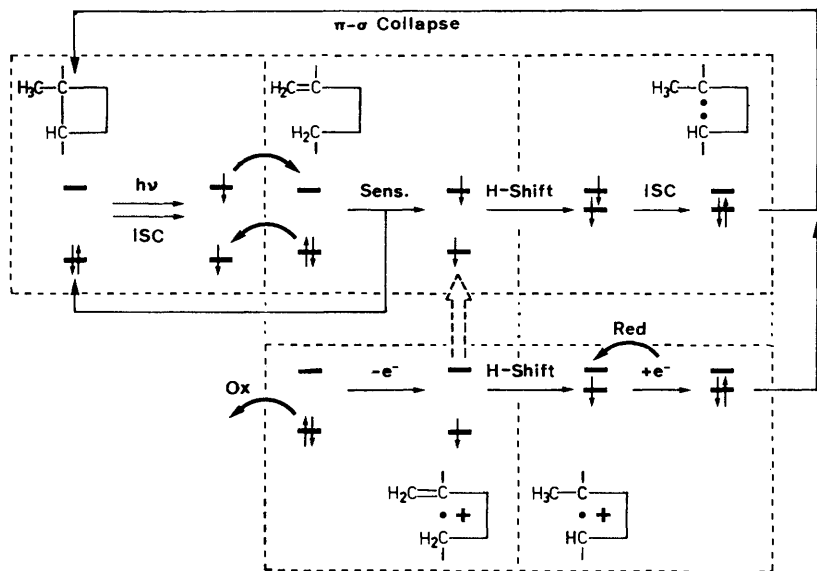 π-σ Collapse
H₃C-C
HC
H₂C=C
H₂C
H₃C-C
HC
hν
ISC
Sens.
H-Shift
ISC
Ox
-e⁻
H-Shift
Red
+e⁻
H₂C=C
• +
H₂C
H₃C-C
• +
HC